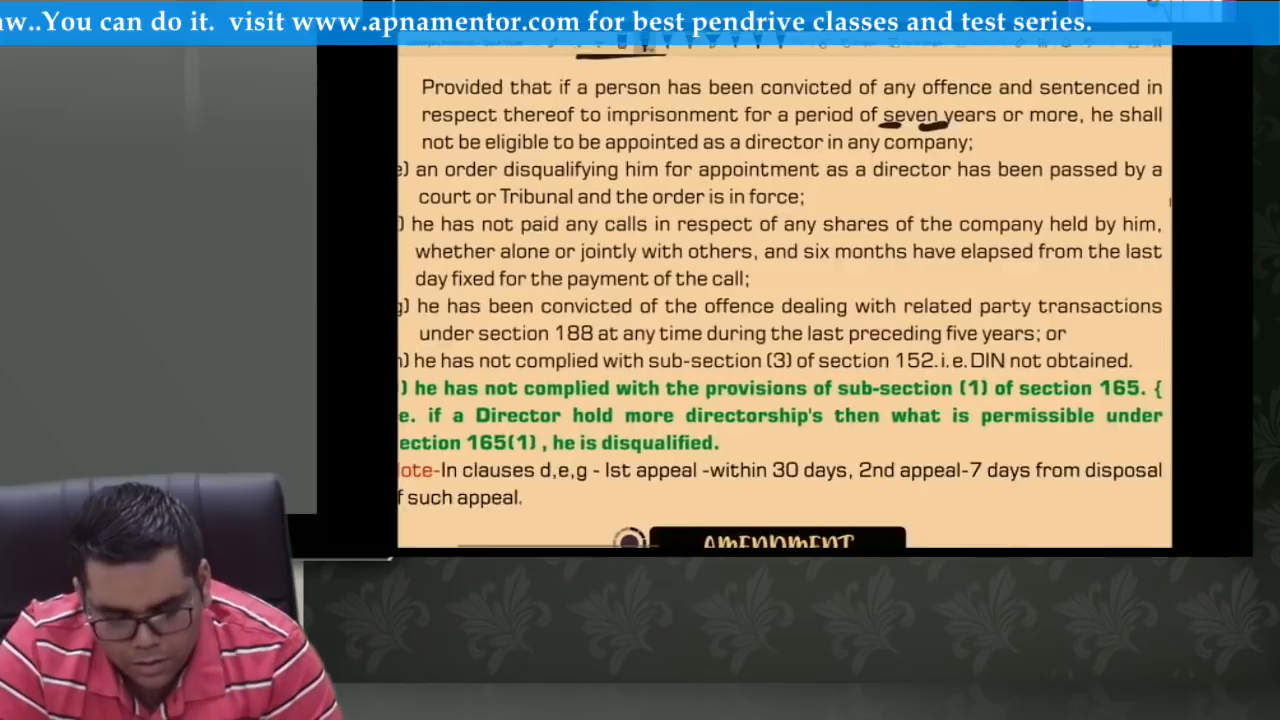 aw..You can do it. visit www.apnamentor.com for best pendrive classes and test series.
Provided that if a person has been convicted of any offence and sentenced in
respect thereof to imprisonment for a period of seven years or more, he shall
not be eligible to be appointed as a director in any company;
e) an order disqualifying him for appointment as a director has been passed by a
court or Tribunal and the order is in force;
) he has not paid any calls in respect of any shares of the company held by him,
whether alone or jointly with others, and six months have elapsed from the last
day fixed for the payment of the call;
g) he has been convicted of the offence dealing with related party transactions
under section 188 at any time during the last preceding five years; or
h) he has not complied with sub-section (3) of section 152.i.e.DIN not obtained.
) he has not complied with the provisions of sub-section (1) of section 165. {
e. if a Director hold more directorship's then what is permissible under
ection 165(1) , he is disqualified.
ote-In clauses d,e,g - Ist appeal -within 30 days, 2nd appeal-7 days from disposal
f such appeal.
AMENDMENT